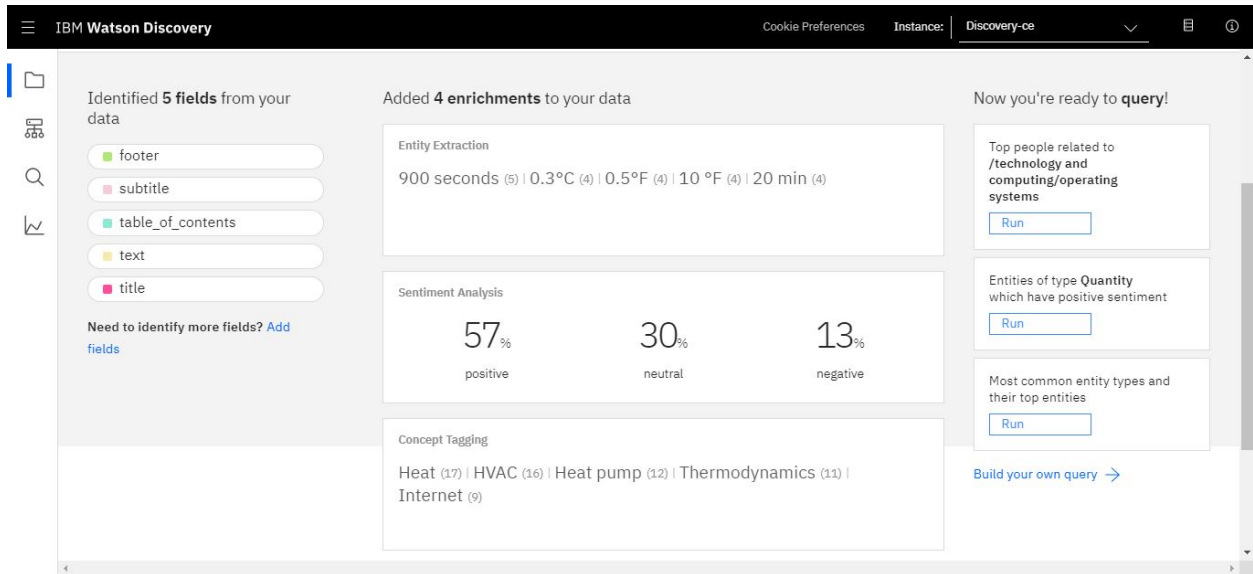 IBM Watson Discovery
Cookie Preferences
Instance:
Discovery-ce
Identified 5 fields from your
data
footer
subtitle
table_of_contents
text
title
Need to identify more fields? Add
fields
Added 4 enrichments to your data
Entity Extraction
900 seconds (5) | 0.3°C (4) | 0.5°F (4) | 10 °F (4) | 20 min (4)
Sentiment Analysis
57% 30% 13%
positive neutral negative
Concept Tagging
Heat (17) | HVAC (16) | Heat pump (12) | Thermodynamics (11) |
Internet (9)
Now you're ready to query!
Top people related to
/technology and
computing/operating
systems
Run
Entities of type Quantity
which have positive sentiment
Run
Most common entity types and
their top entities
Run
Build your own query →